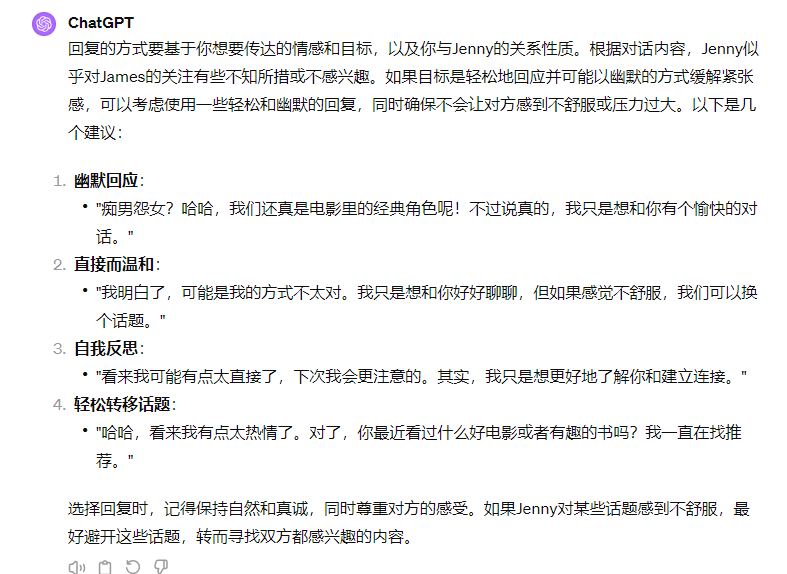 ChatGPT
回复的方式要基于你想要传达的情感和目标，以及你与Jenny的关系性质。根据对话内容，Jenny似
乎对James的关注有些不知所措或不感兴趣。如果目标是轻松地回应并可能以幽默的方式缓解紧张
感，可以考虑使用一些轻松和幽默的回复，同时确保不会让对方感到不舒服或压力过大。以下是几
个建议：
1. 幽默回应：
• "痴男怨女？哈哈，我们还真是电影里的经典角色呢！不过说真的，我只是想和你有个愉快的对
话。"
2. 直接而温和：
• "我明白了，可能是我的方式不太对。我只是想和你好好聊聊，但如果感觉不舒服，我们可以换
个话题。"
3. 自我反思：
• "看来我可能有点太直接了，下次我会更注意的。其实，我只是想更好地了解你和建立连接。"
4. 轻松转移话题：
• "哈哈，看来我有点太热情了。对了，你最近看过什么好电影或者有趣的书吗？我一直在找推
荐。"
选择回复时，记得保持自然和真诚，同时尊重对方的感受。如果Jenny对某些话题感到不舒服，最
好避开这些话题，转而寻找双方都感兴趣的内容。